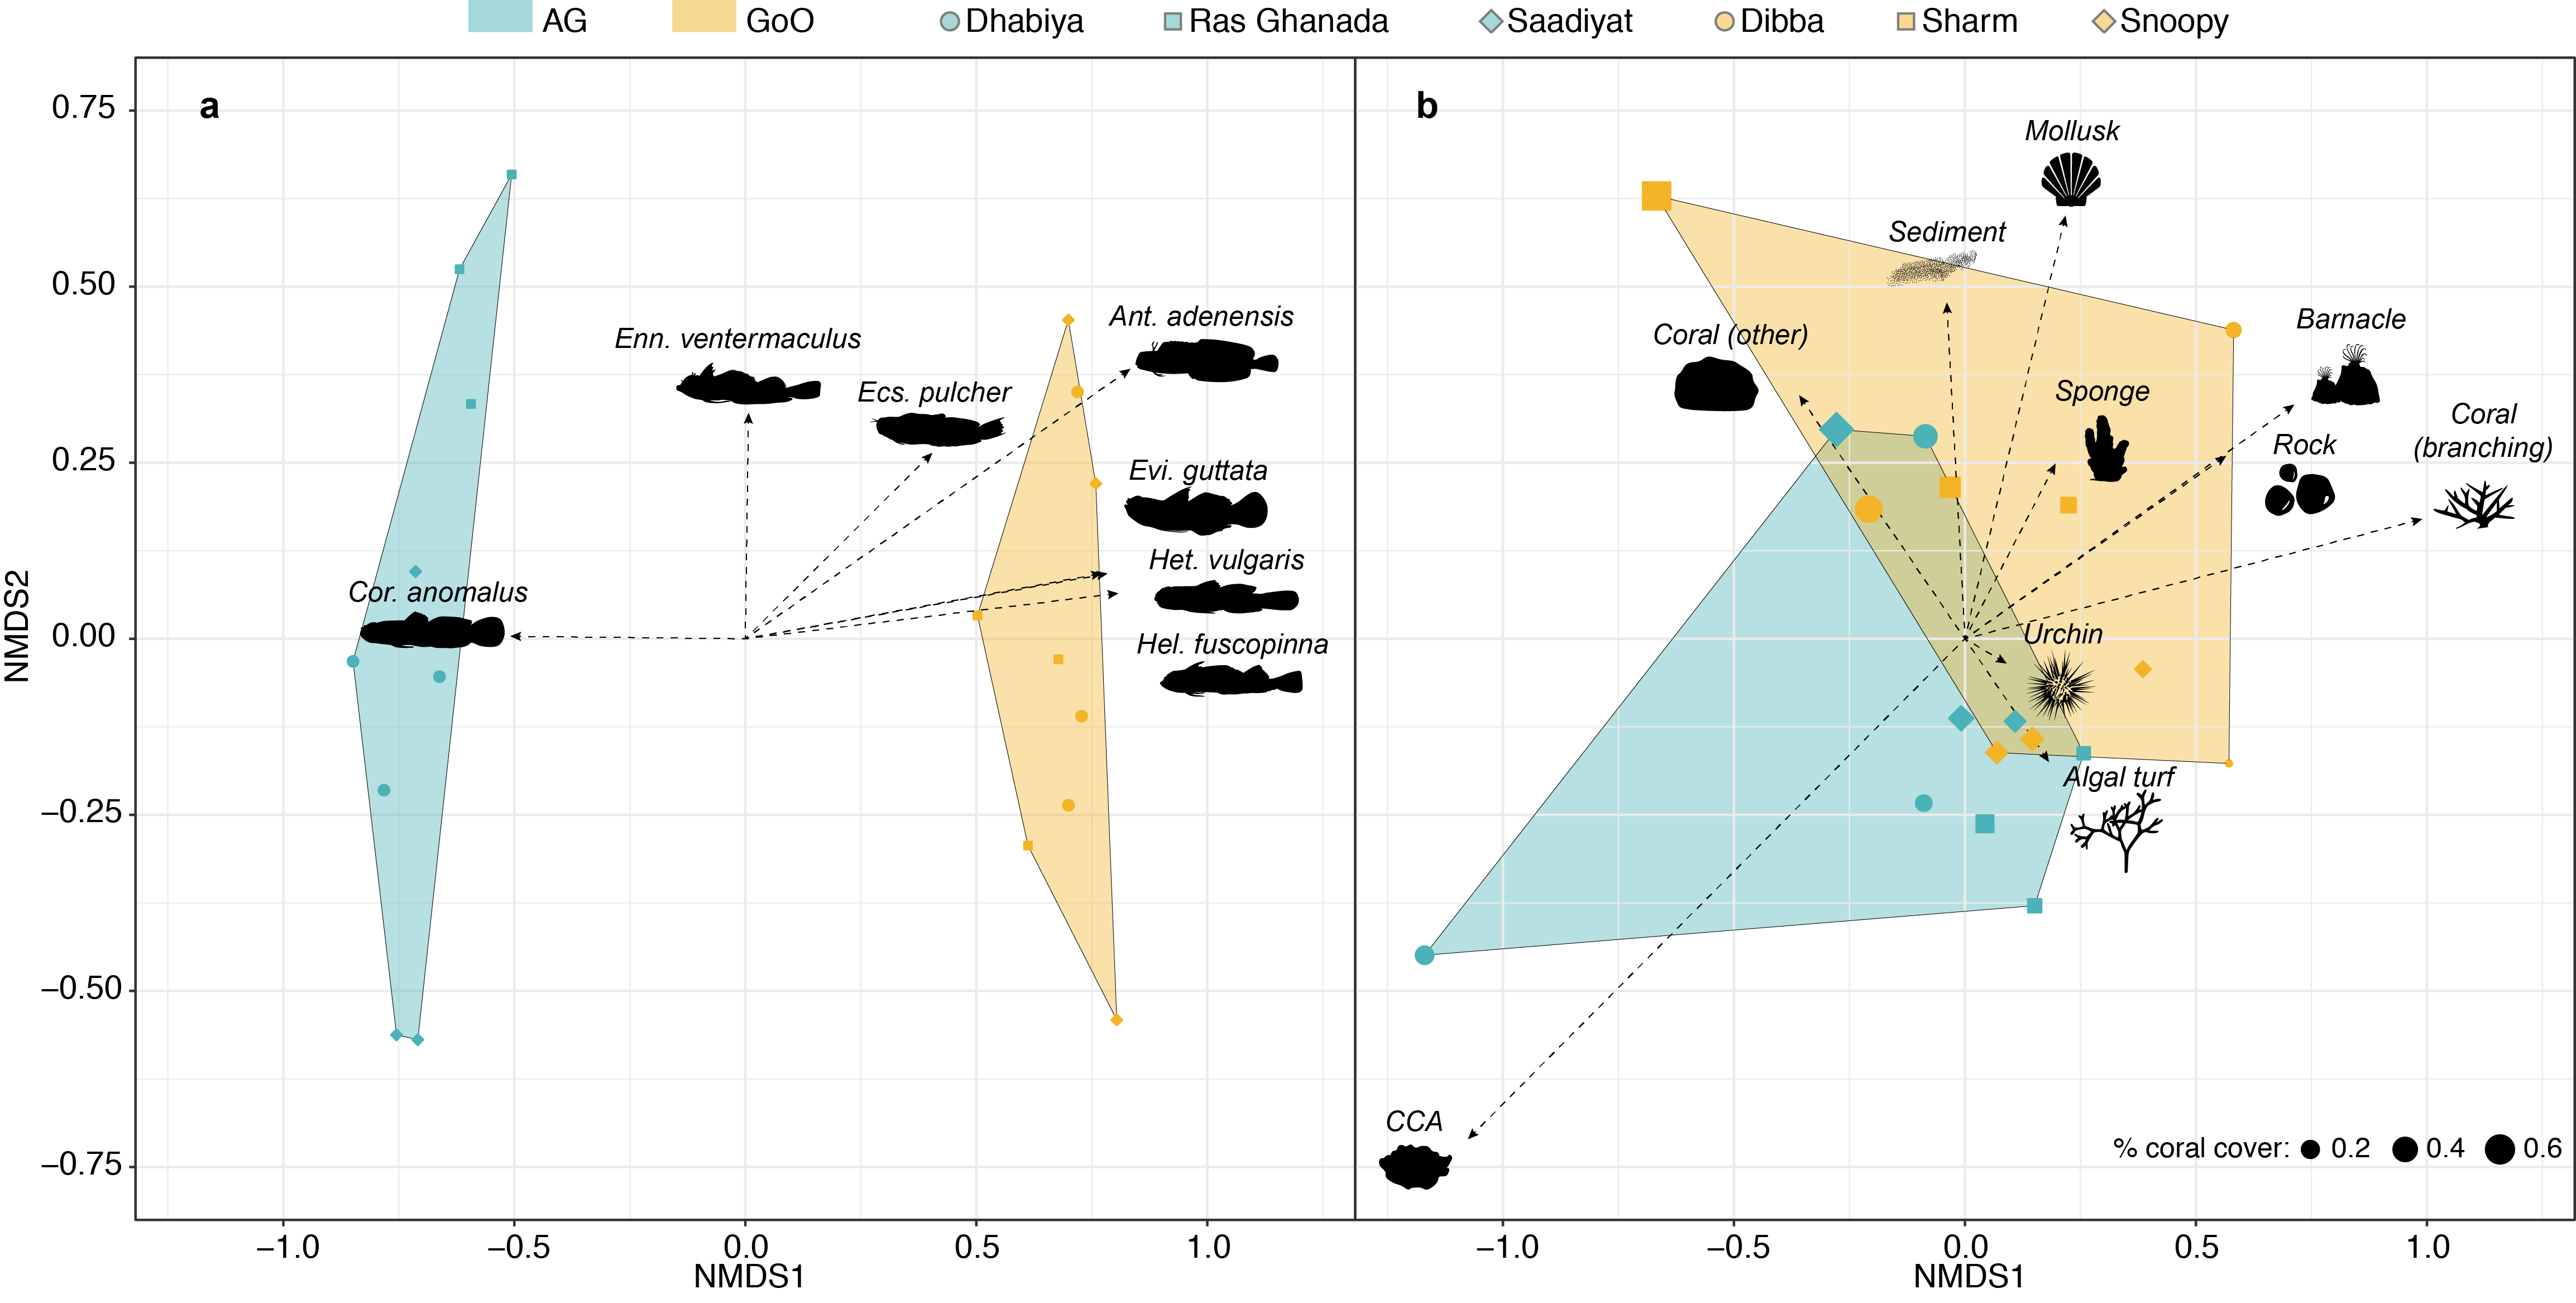 AG GoO Dhabiya Ras Ghanada Saadiyat Dibba Sharm Snoopy
a
b
0.75
0.50
0.25
0.00
−0.25
−0.50
−0.75
NMDS2
Enn. ventermaculus
Ecs. pulcher
Ant. adenensis
Evi. guttata
Het. vulgaris
Hel. fuscopinna
Cor. anomalus
−1.0 −0.5 0.0 0.5 1.0
NMDS1
Mollusk
Sediment
Coral (other)
Barnacle
Sponge
Rock
Coral
(branching)
Urchin
Algal turf
CCA
% coral cover: 0.2 0.4 0.6
−1.0 −0.5 0.0 0.5 1.0
NMDS1